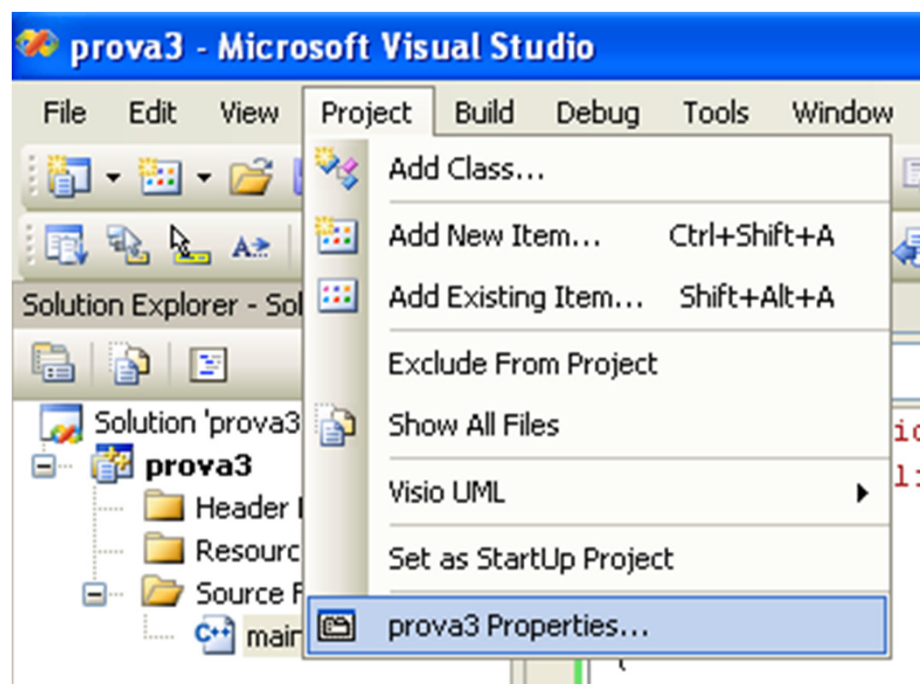 prova3 - Microsoft Visual Studio
File Edit View Project Build Debug Tools Window
Add Class...
Add New Item... Ctrl+Shift+A
Add Existing Item... Shift+Alt+A
Exclude From Project
Show All Files
Visio UML
Set as StartUp Project
prova3 Properties...
Solution Explorer - Sol
Solution 'prova3
prova3
Header
Resourc
Source F
main